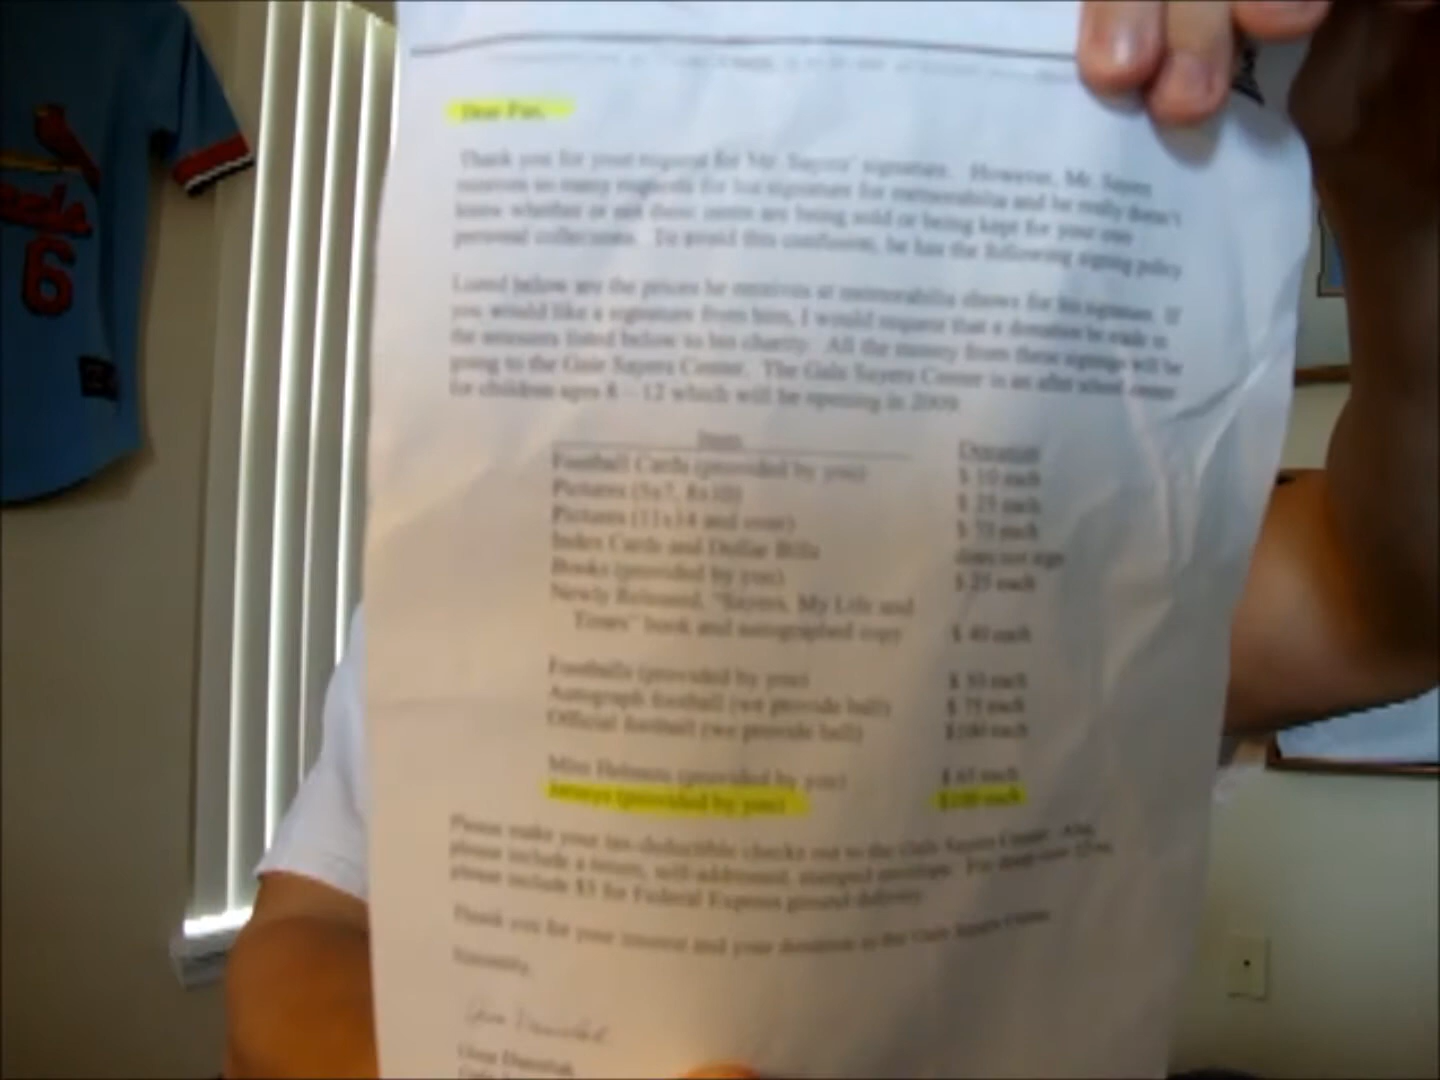 Dear Fan,
Thank you for your request for Mr. Sayers' signature. However, Mr. Sayers
receives so many requests for his signature for memorabilia and he really doesn't
know whether or not these items are being sold or being kept for your own
personal collections. To avoid this confusion, he has the following signing policy
Listed below are the prices he receives at memorabilia shows for his signature. If
you would like a signature from him, I would request that a donation be made in
the amounts listed below to his charity. All the money from these signings will be
going to the Gale Sayers Center. The Gale Sayers Center is an after school center
for children ages 8 – 12 which will be opening in 2009.
Item Donation
Football Cards (provided by you) $ 10 each
Pictures (5x7, 8x10) $ 25 each
Pictures (11x14 and over) $ 75 each
Index Cards and Dollar Bills does not sign
Books (provided by you) $ 25 each
Newly Released, "Sayers, My Life and
Times" book and autographed copy $ 40 each
Footballs (provided by you) $ 50 each
Autograph football (we provide ball) $ 75 each
Official football (we provide ball) $100 each
Mini Helmets (provided by you) $ 65 each
Jerseys (provided by you) $100 each
Please make your tax-deductible checks out to the Gale Sayers Center. Also,
please include a return, self-addressed, stamped envelope. For
please include $5 for Federal Express ground delivery.
Thank you for your interest and your donation to the Gale Sayers Center.
Sincerely,
6